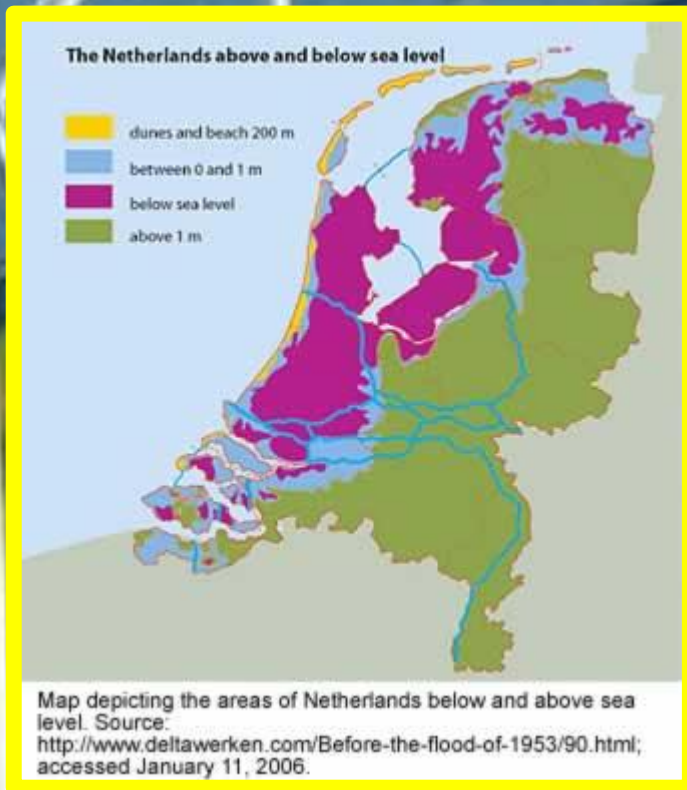 The Netherlands above and below sea level
dunes and beach 200 m
between 0 and 1 m
below sea level
above 1 m
Map depicting the areas of Netherlands below and above sea
level. Source:
http://www.deltawerken.com/Before-the-flood-of-1953/90.html;
accessed January 11, 2006.